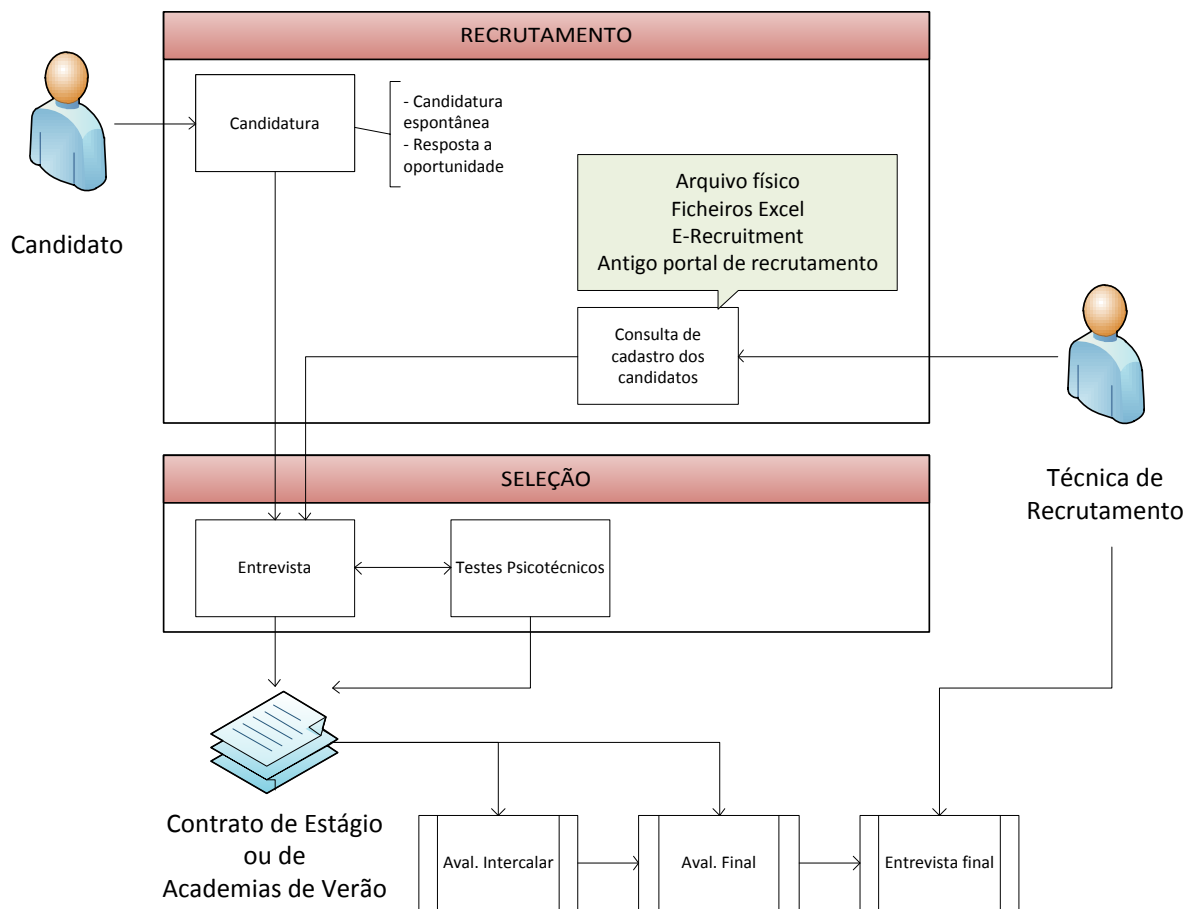 RECRUTAMENTO
Candidatura
- Candidatura
espontânea
- Resposta a
oportunidade
Candidato
Arquivo físico
Ficheiros Excel
E-Recruitment
Antigo portal de recrutamento
Consulta de
cadastro dos
candidatos
Técnica de
Recrutamento
SELEÇÃO
Entrevista
Testes Psicotécnicos
Contrato de Estágio
ou de
Academias de Verão
Aval. Intercalar
Aval. Final
Entrevista final